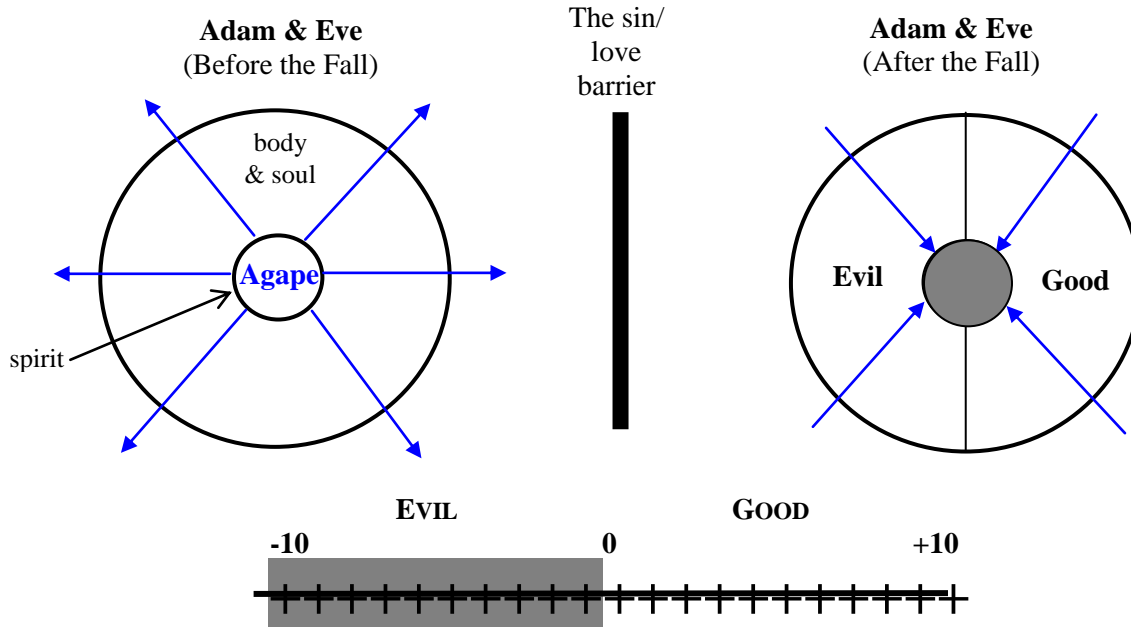 Adam & Eve
(Before the Fall)
The sin/
love
barrier
Adam & Eve
(After the Fall)
body
& soul
Agape
spirit
Evil
Good
EVIL
GOOD
-10
0
+10